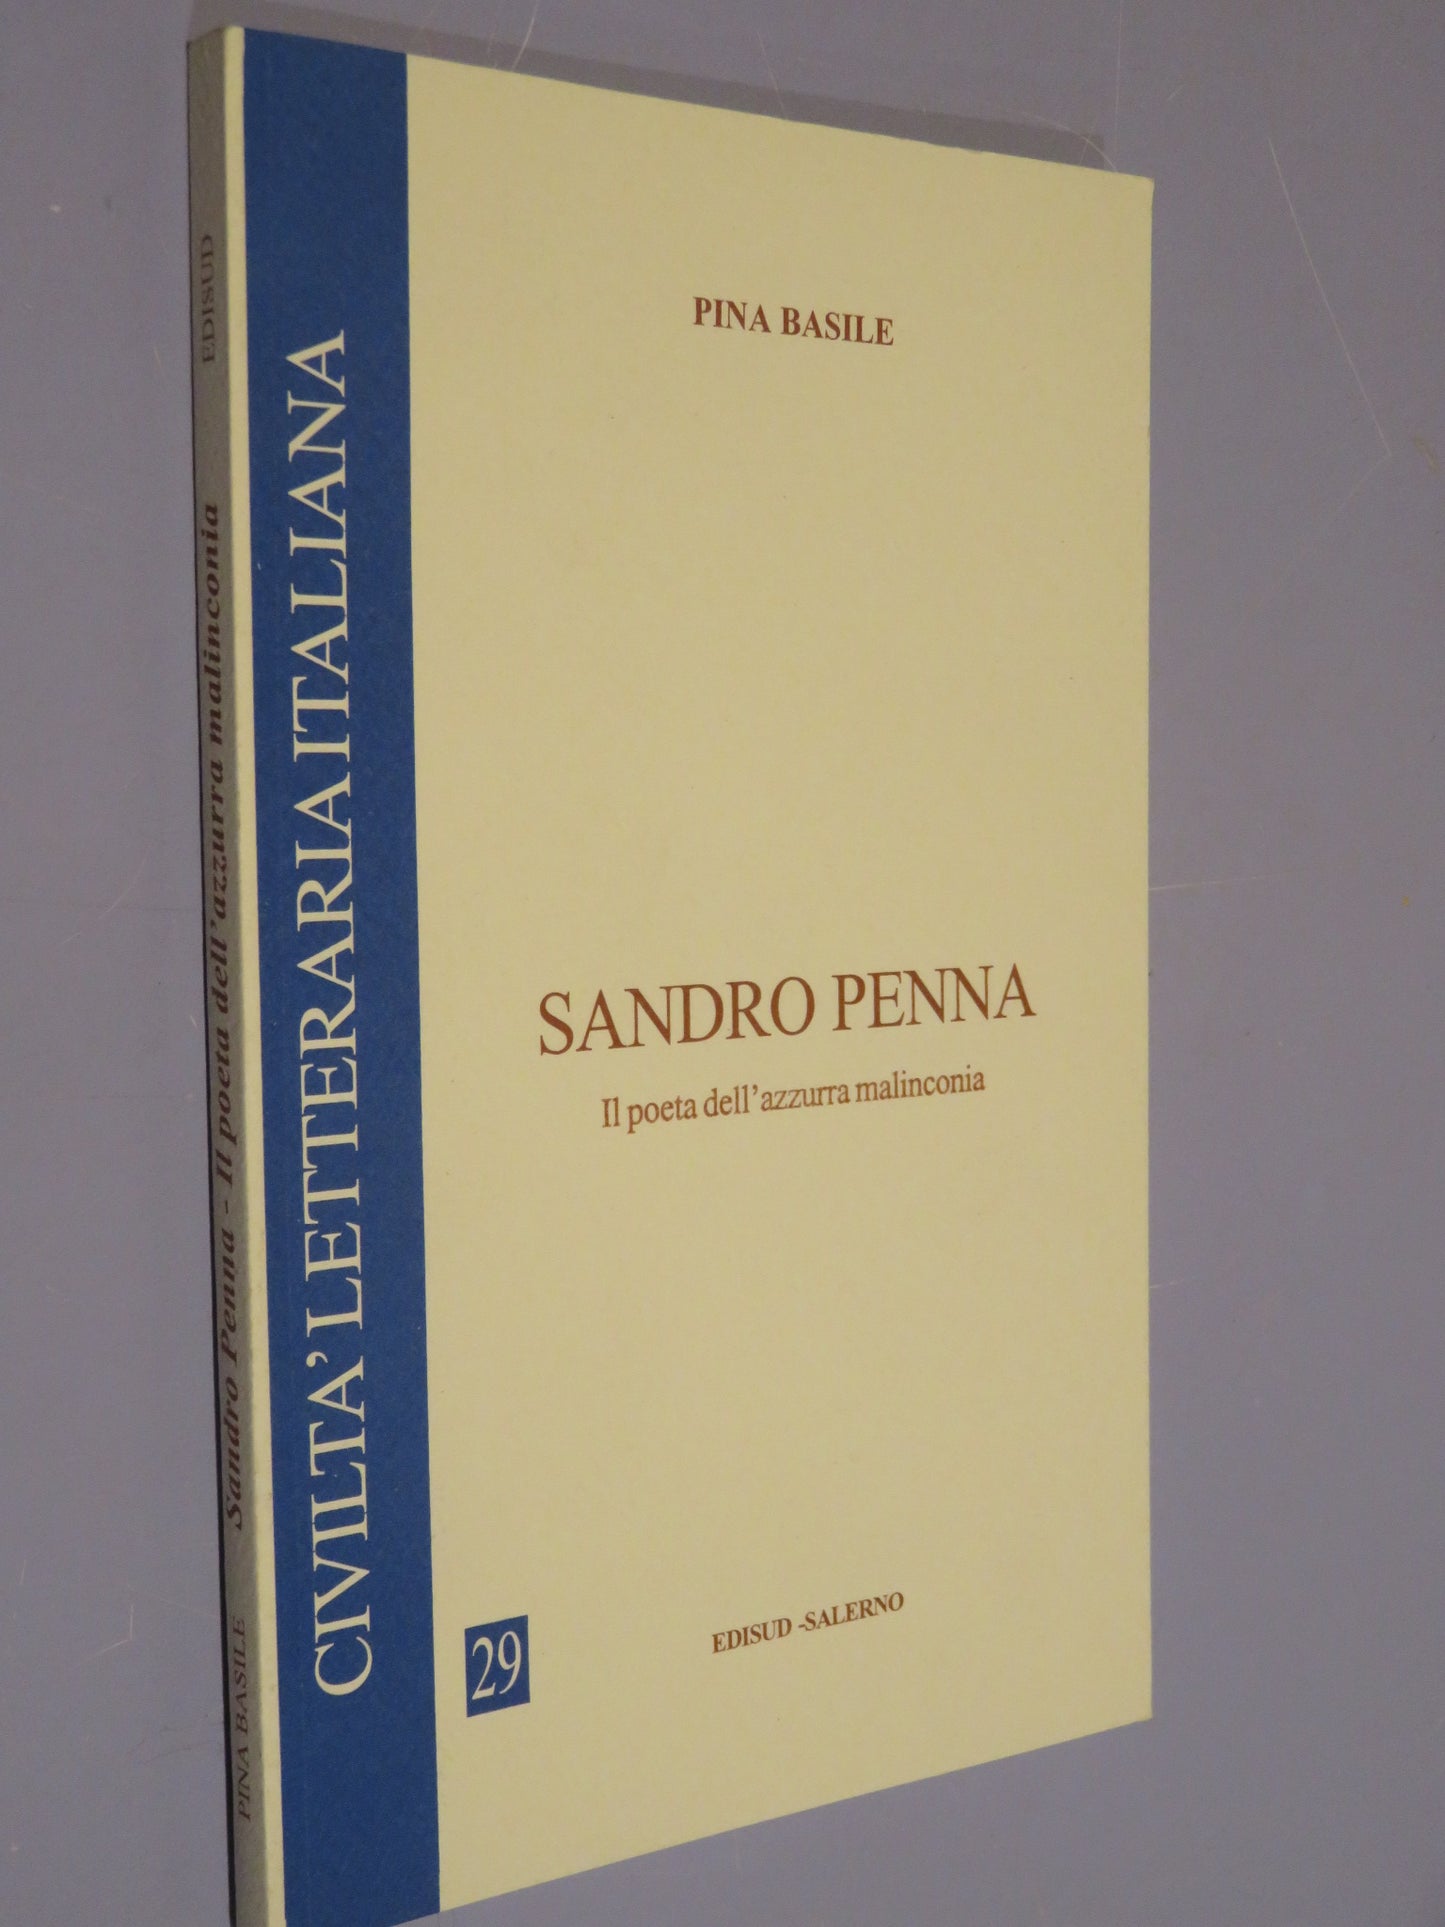 PINA BASILE
SANDRO PENNA
Il poeta dell'azzurra malinconia
EDISUD -SALERNO
29
CIVILTA' LETTERARIA ITALIANA
PINA BASILE Sandro Penna - Il poeta dell'azzurra malinconia EDISUD